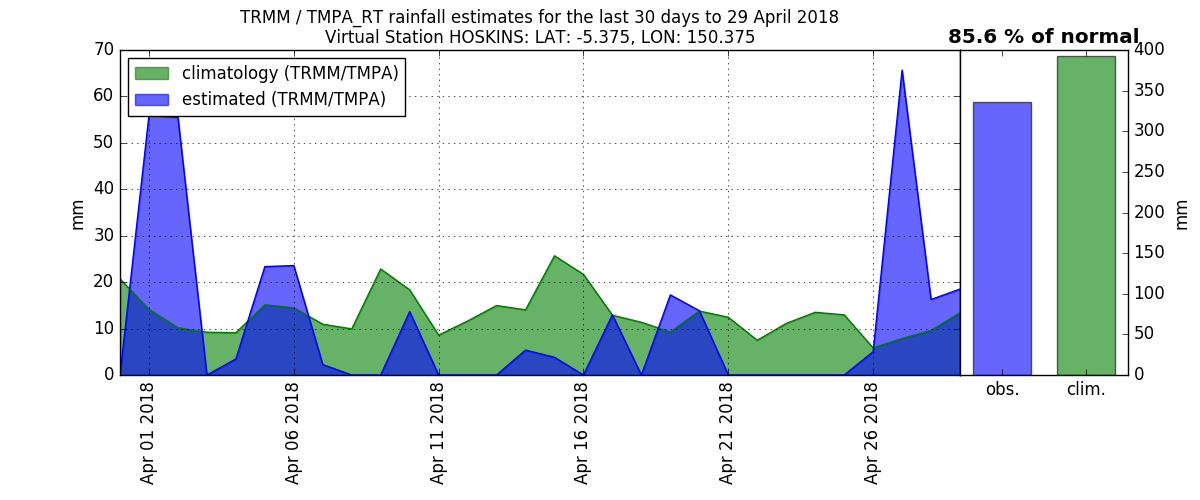 TRMM / TMPA_RT rainfall estimates for the last 30 days to 29 April 2018
Virtual Station HOSKINS: LAT: -5.375, LON: 150.375
85.6 % of normal
climatology (TRMM/TMPA)
estimated (TRMM/TMPA)
70
60
50
40
30
20
10
0
mm
Apr 01 2018
Apr 06 2018
Apr 11 2018
Apr 16 2018
Apr 21 2018
Apr 26 2018
obs.
clim.
400
350
300
250
200
150
100
50
0
mm